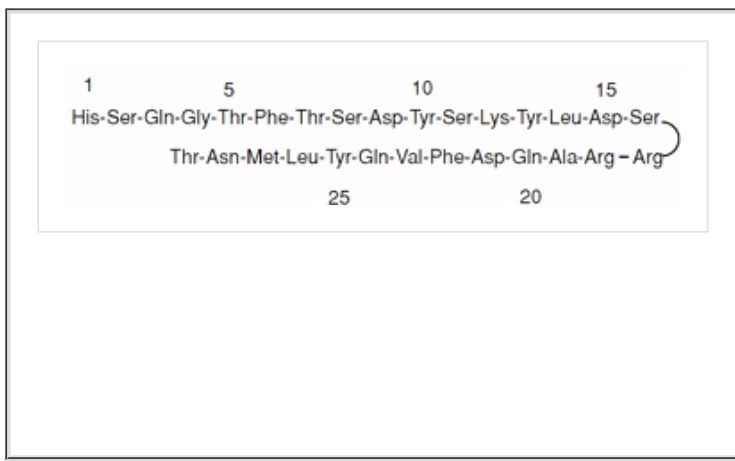 1 5 10 15
His-Ser-Gln-Gly-Thr-Phe-Thr-Ser-Asp-Tyr-Ser-Lys-Tyr-Leu-Asp-Ser
Thr-Asn-Met-Leu-Tyr-Gln-Val-Phe-Asp-Gln-Ala-Arg-Arg
25 20